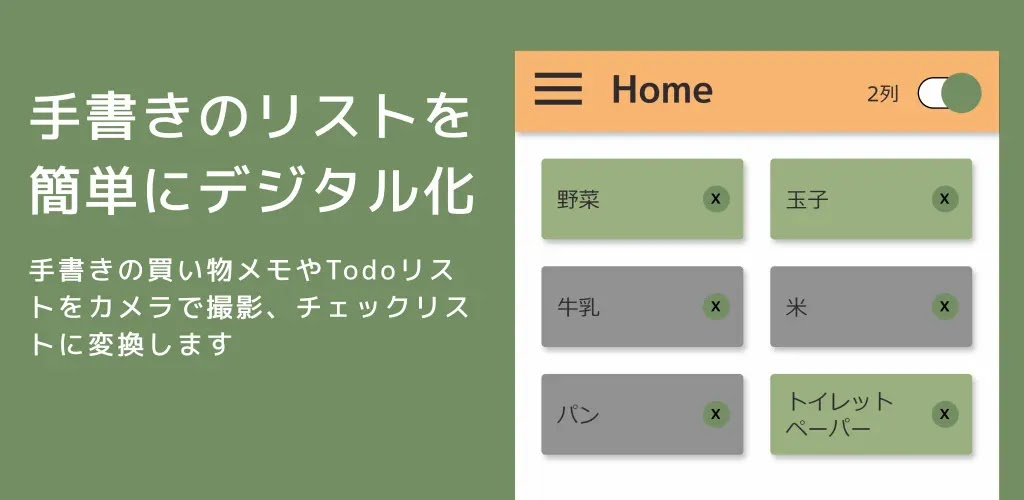 手書きのリストを
簡単にデジタル化
手書きの買い物メモやTodoリス
トをカメラで撮影、チェックリス
トに変換します
Home
2列
野菜 X
玉子 X
牛乳 X
米 X
パン X
トイレット
ペーパー X